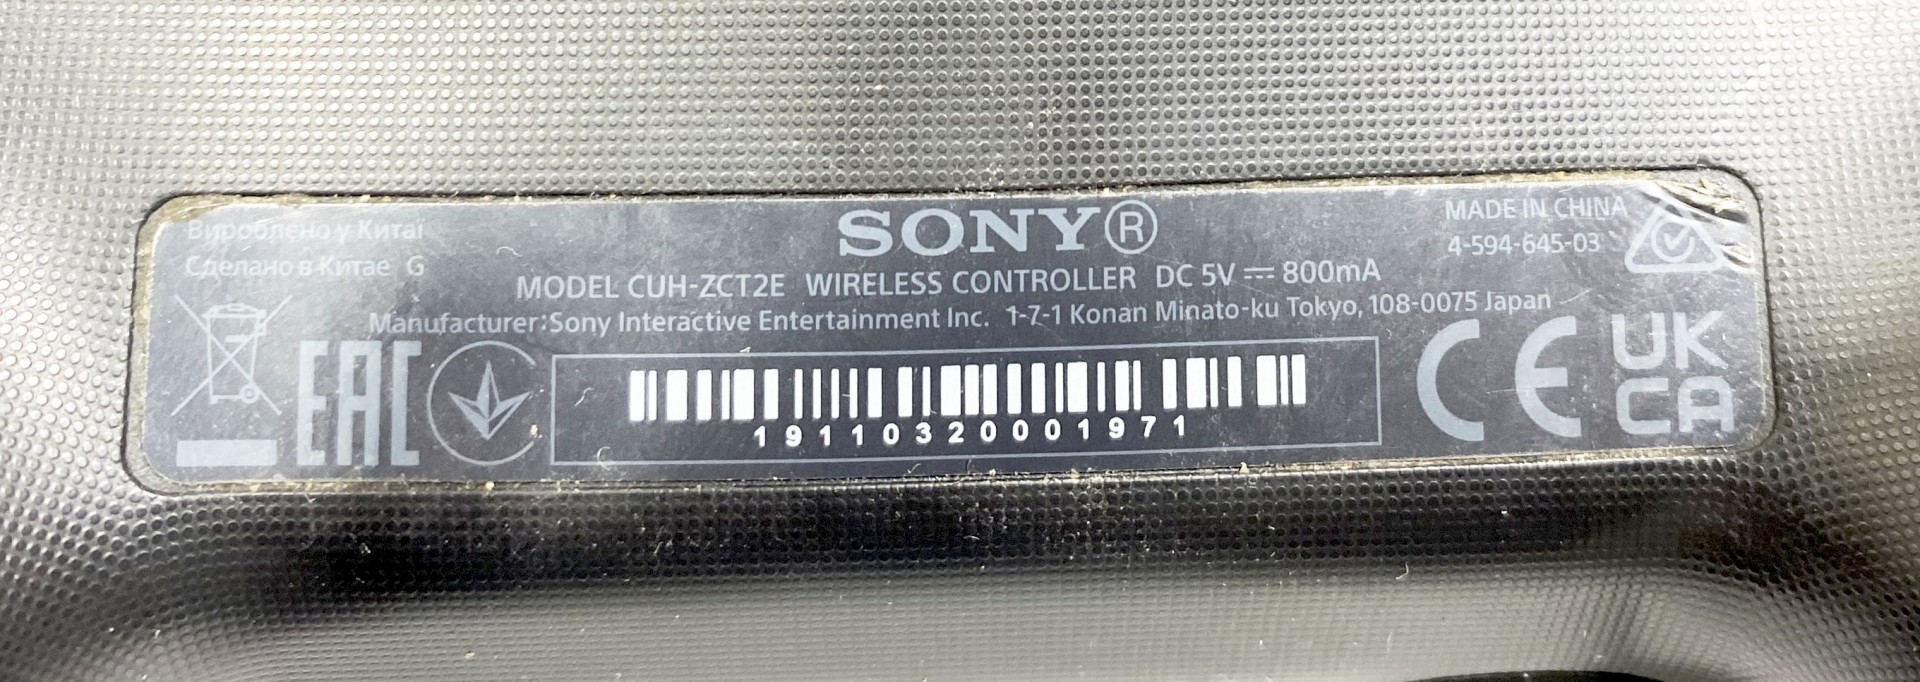 Вироблено у Китаї
Сделано в Китае G
SONY®
MADE IN CHINA
4-594-645-03
MODEL CUH-ZCT2E WIRELESS CONTROLLER DC 5V ⎓ 800mA
Manufacturer:Sony Interactive Entertainment Inc. 1-7-1 Konan Minato-ku Tokyo, 108-0075 Japan
EAC
19110320001971
CE
UK
CA